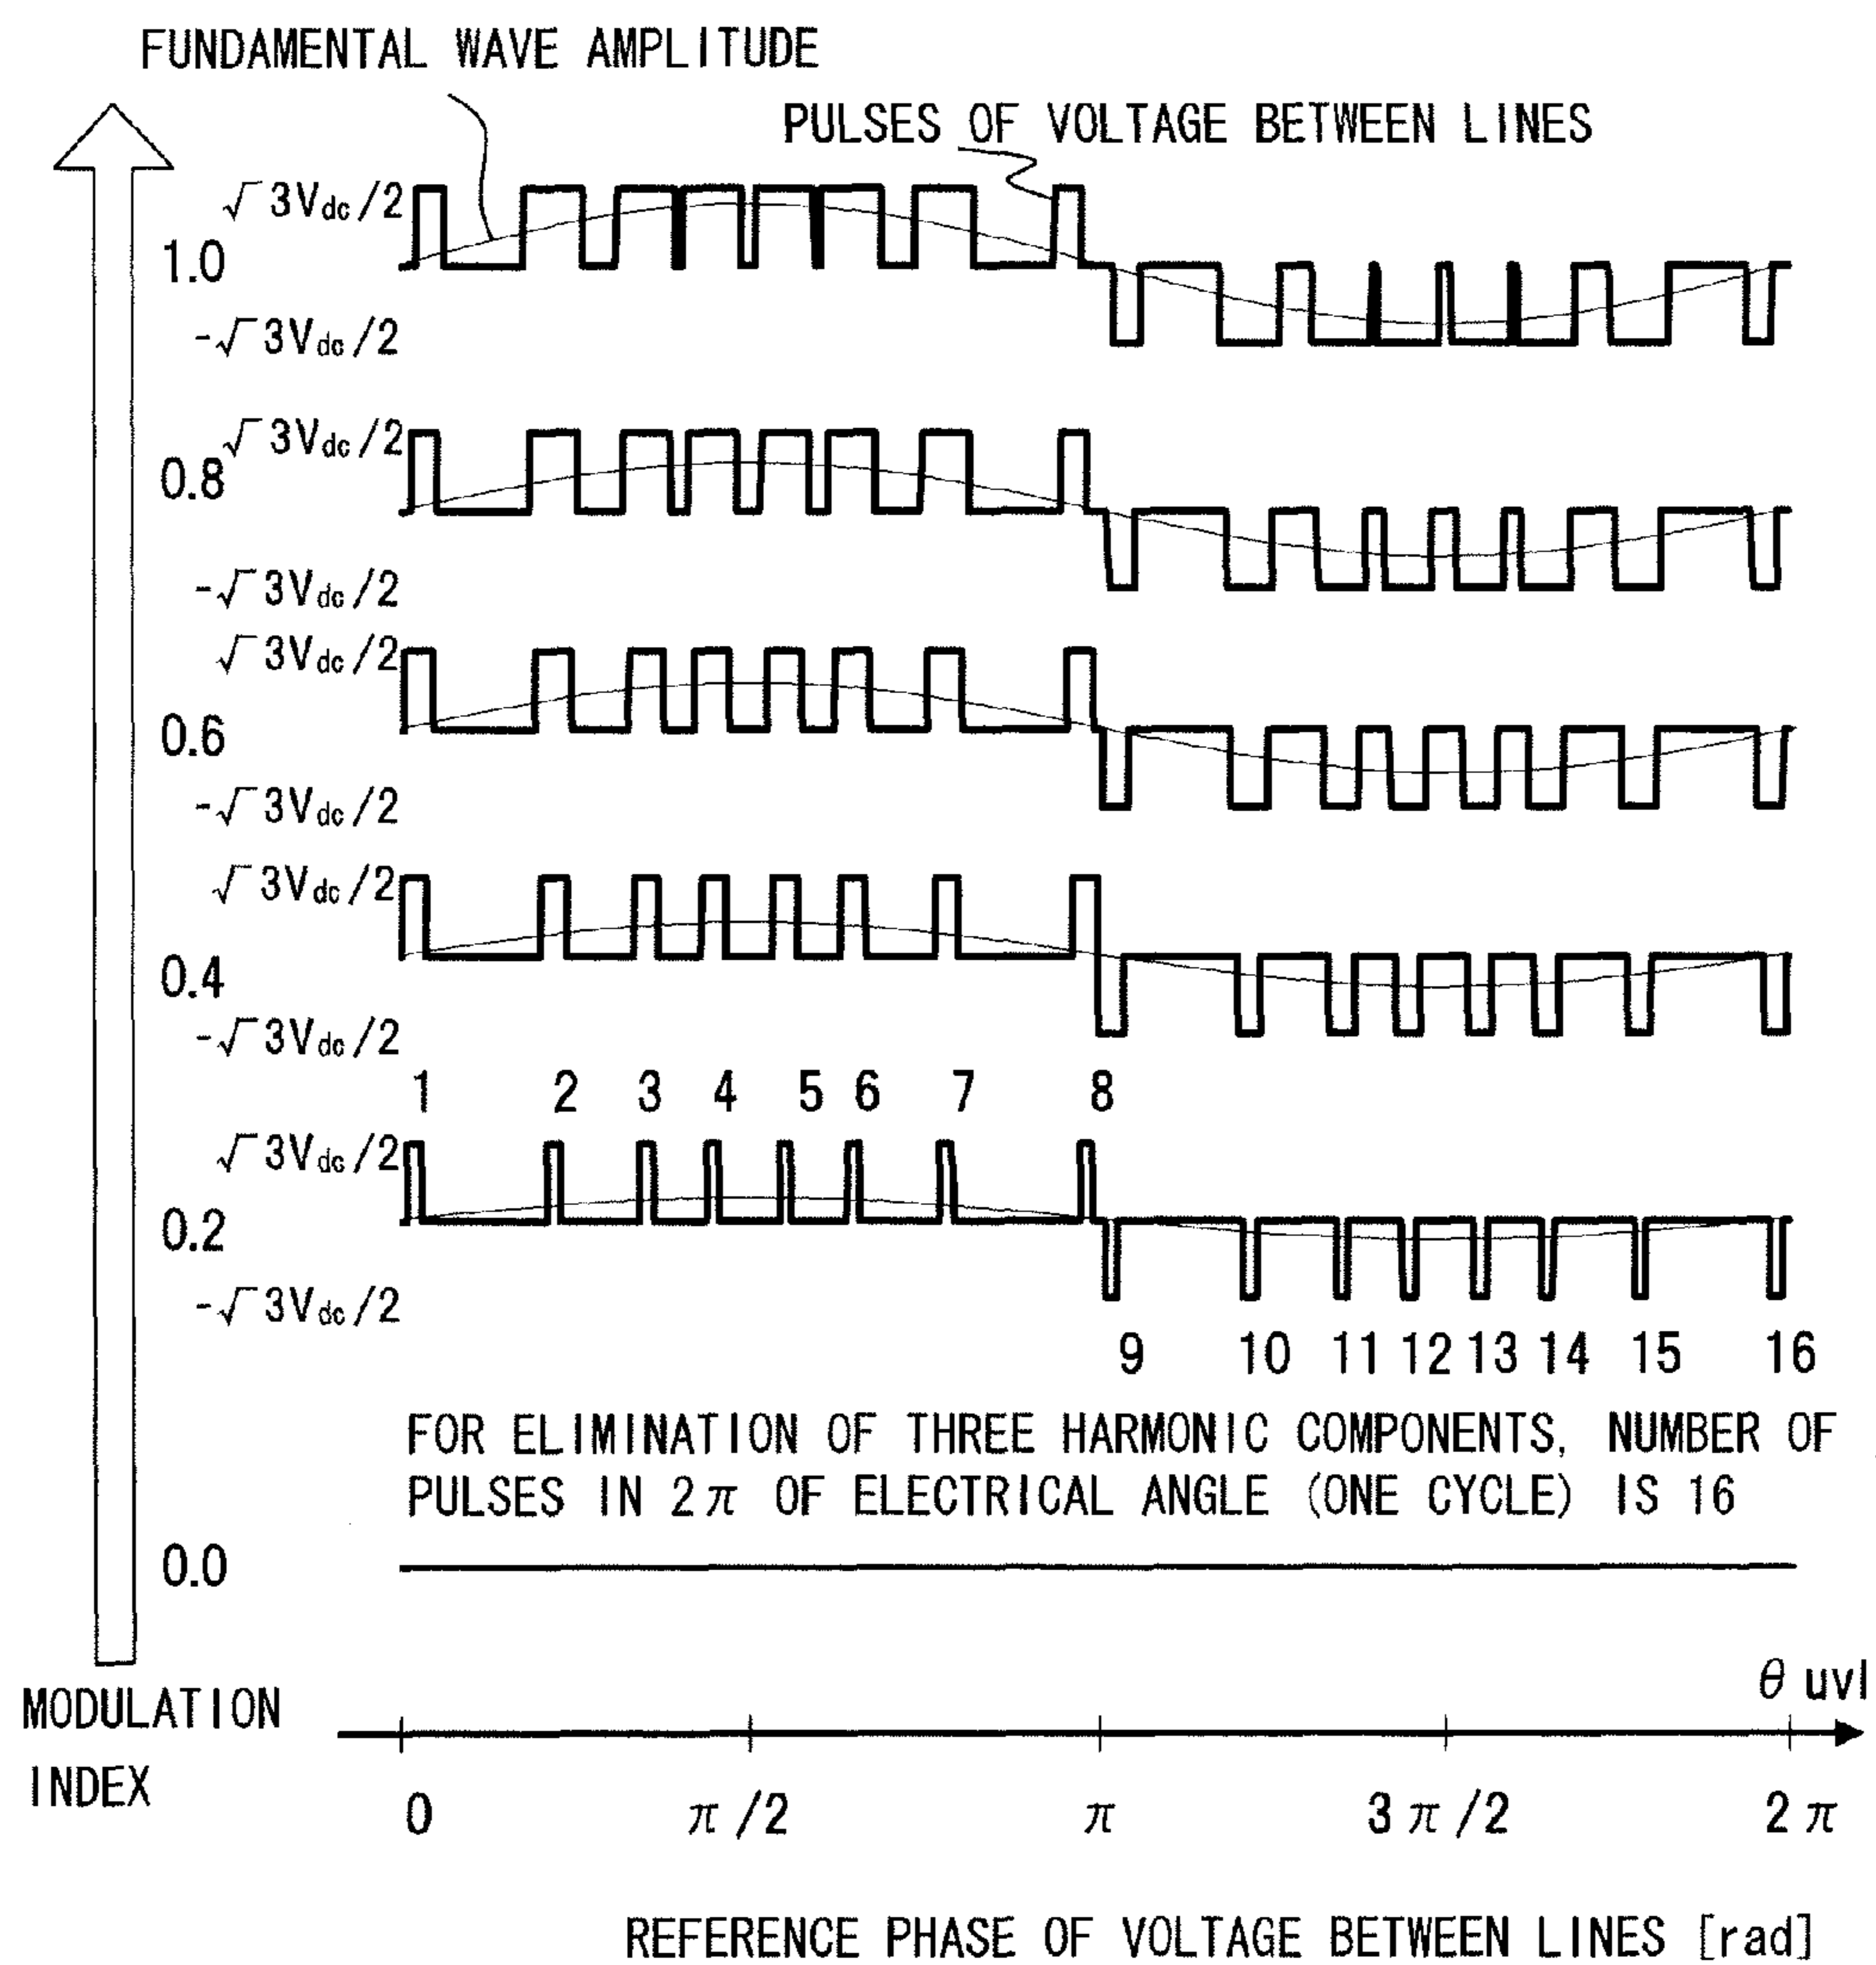 FUNDAMENTAL WAVE AMPLITUDE
PULSES OF VOLTAGE BETWEEN LINES
√3Vdc/2
1.0
-√3Vdc/2
√3Vdc/2
0.8
-√3Vdc/2
√3Vdc/2
0.6
-√3Vdc/2
√3Vdc/2
0.4
-√3Vdc/2
1 2 3 4 5 6 7 8
√3Vdc/2
0.2
-√3Vdc/2
9 10 11 12 13 14 15 16
FOR ELIMINATION OF THREE HARMONIC COMPONENTS, NUMBER OF
PULSES IN 2π OF ELECTRICAL ANGLE (ONE CYCLE) IS 16
0.0
θ uvl
MODULATION
INDEX
0 π/2 π 3π/2 2π
REFERENCE PHASE OF VOLTAGE BETWEEN LINES [rad]